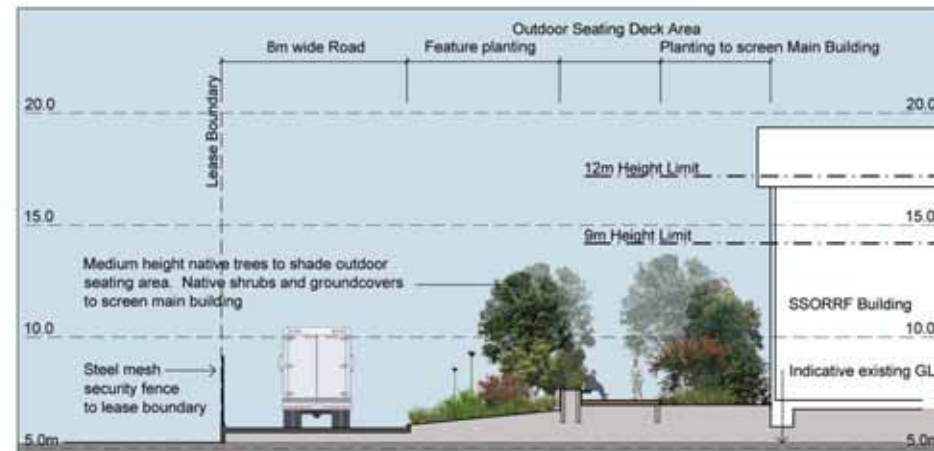 Outdoor Seating Deck Area
8m wide Road
Feature planting
Planting to screen Main Building
20.0
20.0
Lease Boundary
12m Height Limit
15.0
15.0
9m Height Limit
Medium height native trees to shade outdoor
seating area. Native shrubs and groundcovers
to screen main building
SSORRF Building
10.0
10.0
Steel mesh
security fence
to lease boundary
Indicative existing GL
5.0m
5.0m